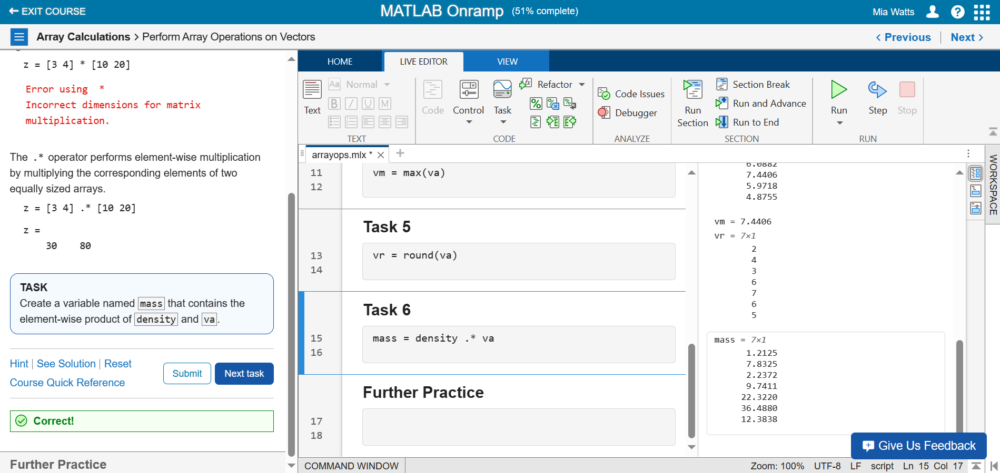 EXIT COURSE
MATLAB Onramp (51% complete)
Mia Watts
Array Calculations > Perform Array Operations on Vectors
< Previous
Next >
z = [3 4] * [10 20]
Error using  *
Incorrect dimensions for matrix
multiplication.
The .* operator performs element-wise multiplication
by multiplying the corresponding elements of two
equally sized arrays.
z = [3 4] .* [10 20]
z =
30    80
TASK
Create a variable named mass that contains the
element-wise product of density and va.
Hint | See Solution | Reset
Course Quick Reference
Submit
Next task
Correct!
Further Practice
HOME
LIVE EDITOR
VIEW
Text
Aa Normal
B I U M
TEXT
Code
Control
Task
Refactor
CODE
Code Issues
Debugger
ANALYZE
Run
Section
Section Break
Run and Advance
Run to End
SECTION
Run
Step
Stop
RUN
arrayops.mlx *
11 vm = max(va)
12
Task 5
13 vr = round(va)
14
Task 6
15 mass = density .* va
16
Further Practice
17
18
6.0882
7.4406
5.9718
4.8755
vm = 7.4406
vr = 7×1
2
4
3
6
7
6
5
mass = 7×1
1.2125
7.8325
2.2372
9.7411
22.3220
36.4880
12.3838
WORKSPACE
Give Us Feedback
COMMAND WINDOW
Zoom: 100% UTF-8 LF script Ln 15 Col 17